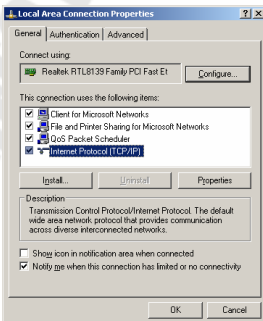 Local Area Connection Properties
General Authentication Advanced
Connect using:
Realtek RTL8139 Family PCI Fast Et Configure...
This connection uses the following items:
Client for Microsoft Networks
File and Printer Sharing for Microsoft Networks
QoS Packet Scheduler
Internet Protocol (TCP/IP)
Install... Uninstall Properties
Description
Transmission Control Protocol/Internet Protocol. The default
wide area network protocol that provides communication
across diverse interconnected networks.
Show icon in notification area when connected
Notify me when this connection has limited or no connectivity
OK Cancel